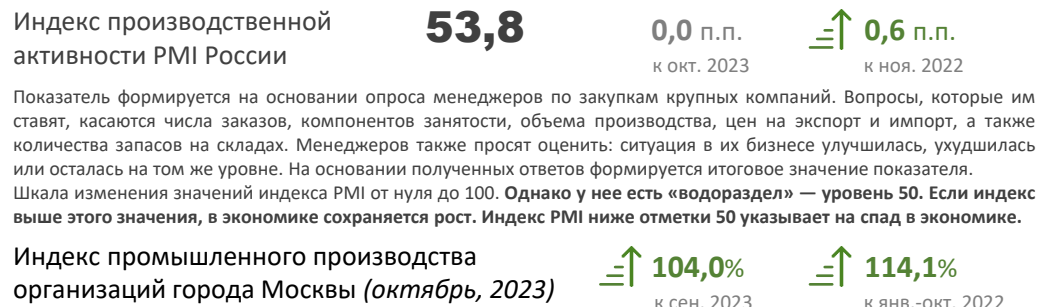 Индекс производственной
активности PMI России
53,8
0,0 п.п.
к окт. 2023
0,6 п.п.
к ноя. 2022
Показатель формируется на основании опроса менеджеров по закупкам крупных компаний. Вопросы, которые им
ставят, касаются числа заказов, компонентов занятости, объема производства, цен на экспорт и импорт, а также
количества запасов на складах. Менеджеров также просят оценить: ситуация в их бизнесе улучшилась, ухудшилась
или осталась на том же уровне. На основании полученных ответов формируется итоговое значение показателя.
Шкала изменения значений индекса PMI от нуля до 100. Однако у нее есть «водораздел» — уровень 50. Если индекс
выше этого значения, в экономике сохраняется рост. Индекс PMI ниже отметки 50 указывает на спад в экономике.
Индекс промышленного производства
организаций города Москвы (октябрь, 2023)
104,0%
к сен. 2023
114,1%
к янв.-окт. 2022